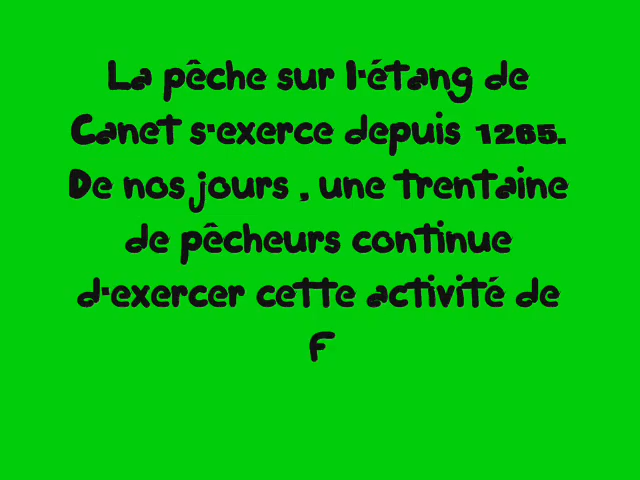 La pêche sur l'étang de
Canet s'exerce depuis 1265.
De nos jours , une trentaine
de pêcheurs continue
d'exercer cette activité de
F